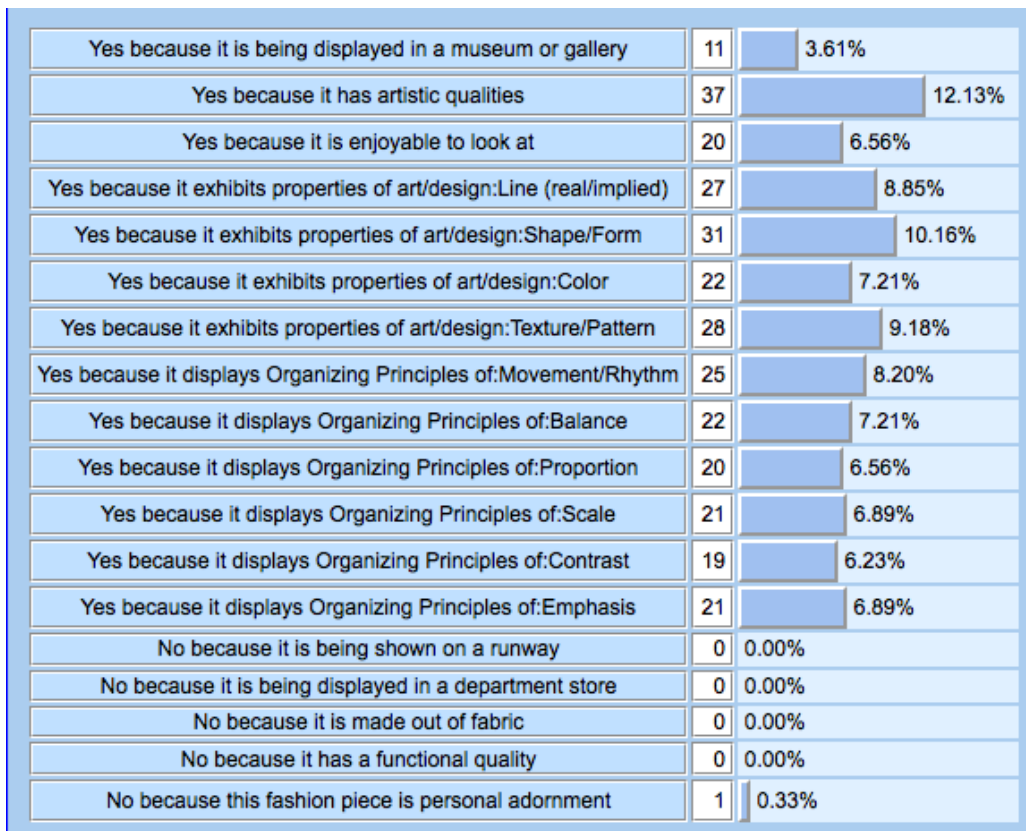 Yes because it is being displayed in a museum or gallery 11 3.61%
Yes because it has artistic qualities 37 12.13%
Yes because it is enjoyable to look at 20 6.56%
Yes because it exhibits properties of art/design:Line (real/implied) 27 8.85%
Yes because it exhibits properties of art/design:Shape/Form 31 10.16%
Yes because it exhibits properties of art/design:Color 22 7.21%
Yes because it exhibits properties of art/design:Texture/Pattern 28 9.18%
Yes because it displays Organizing Principles of:Movement/Rhythm 25 8.20%
Yes because it displays Organizing Principles of:Balance 22 7.21%
Yes because it displays Organizing Principles of:Proportion 20 6.56%
Yes because it displays Organizing Principles of:Scale 21 6.89%
Yes because it displays Organizing Principles of:Contrast 19 6.23%
Yes because it displays Organizing Principles of:Emphasis 21 6.89%
No because it is being shown on a runway 0 0.00%
No because it is being displayed in a department store 0 0.00%
No because it is made out of fabric 0 0.00%
No because it has a functional quality 0 0.00%
No because this fashion piece is personal adornment 1 0.33%